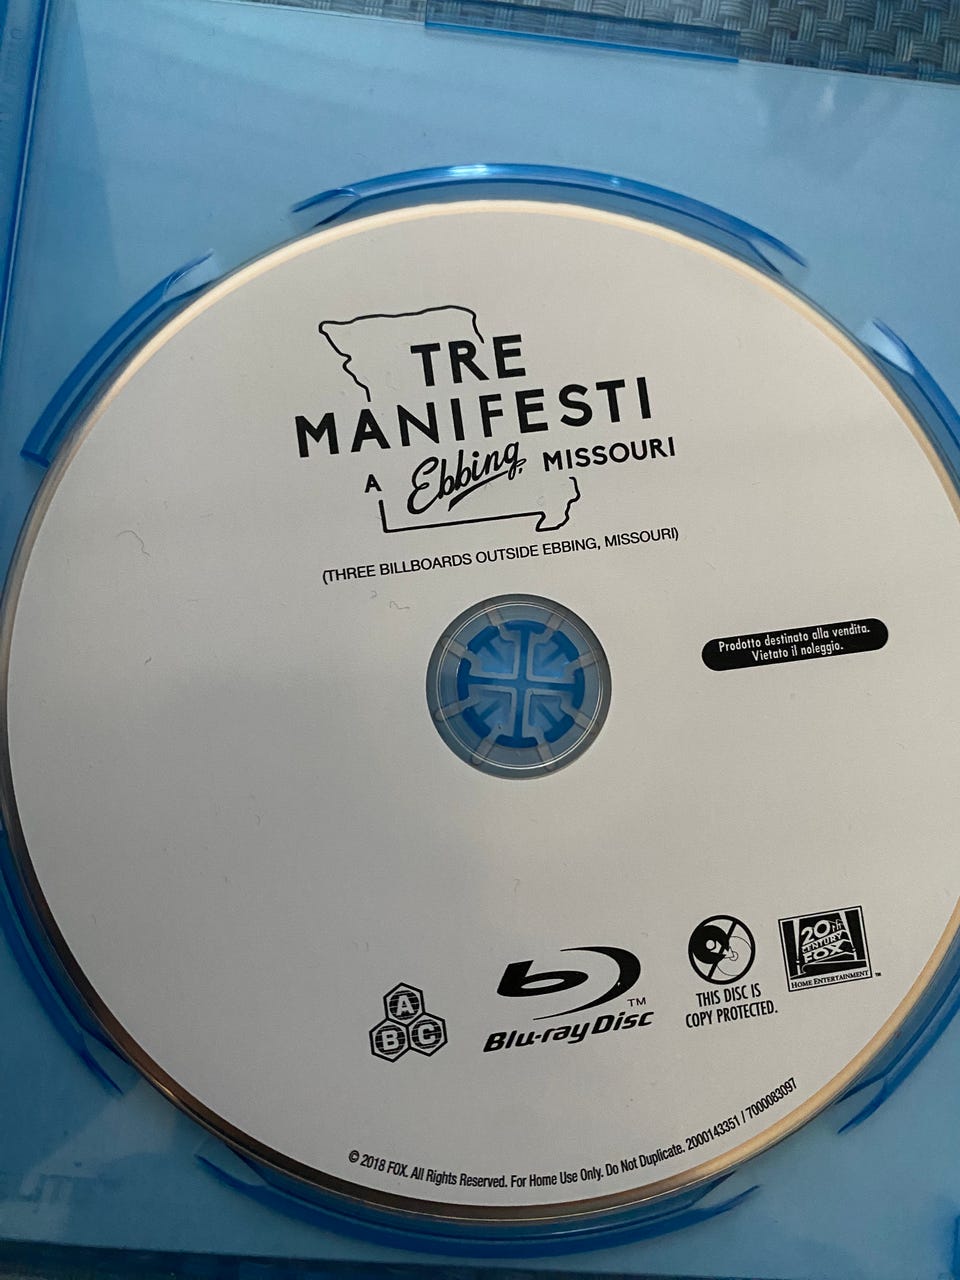 TRE
MANIFESTI
A Ebbing, MISSOURI
(THREE BILLBOARDS OUTSIDE EBBING, MISSOURI)
Prodotto destinato alla vendita.
Vietato il noleggio.
A
B C
Blu-ray Disc
TM
THIS DISC IS
COPY PROTECTED.
20th
CENTURY
FOX
HOME ENTERTAINMENT
TM
© 2018 FOX. All Rights Reserved. For Home Use Only. Do Not Duplicate. 2000143351 / 7000083097